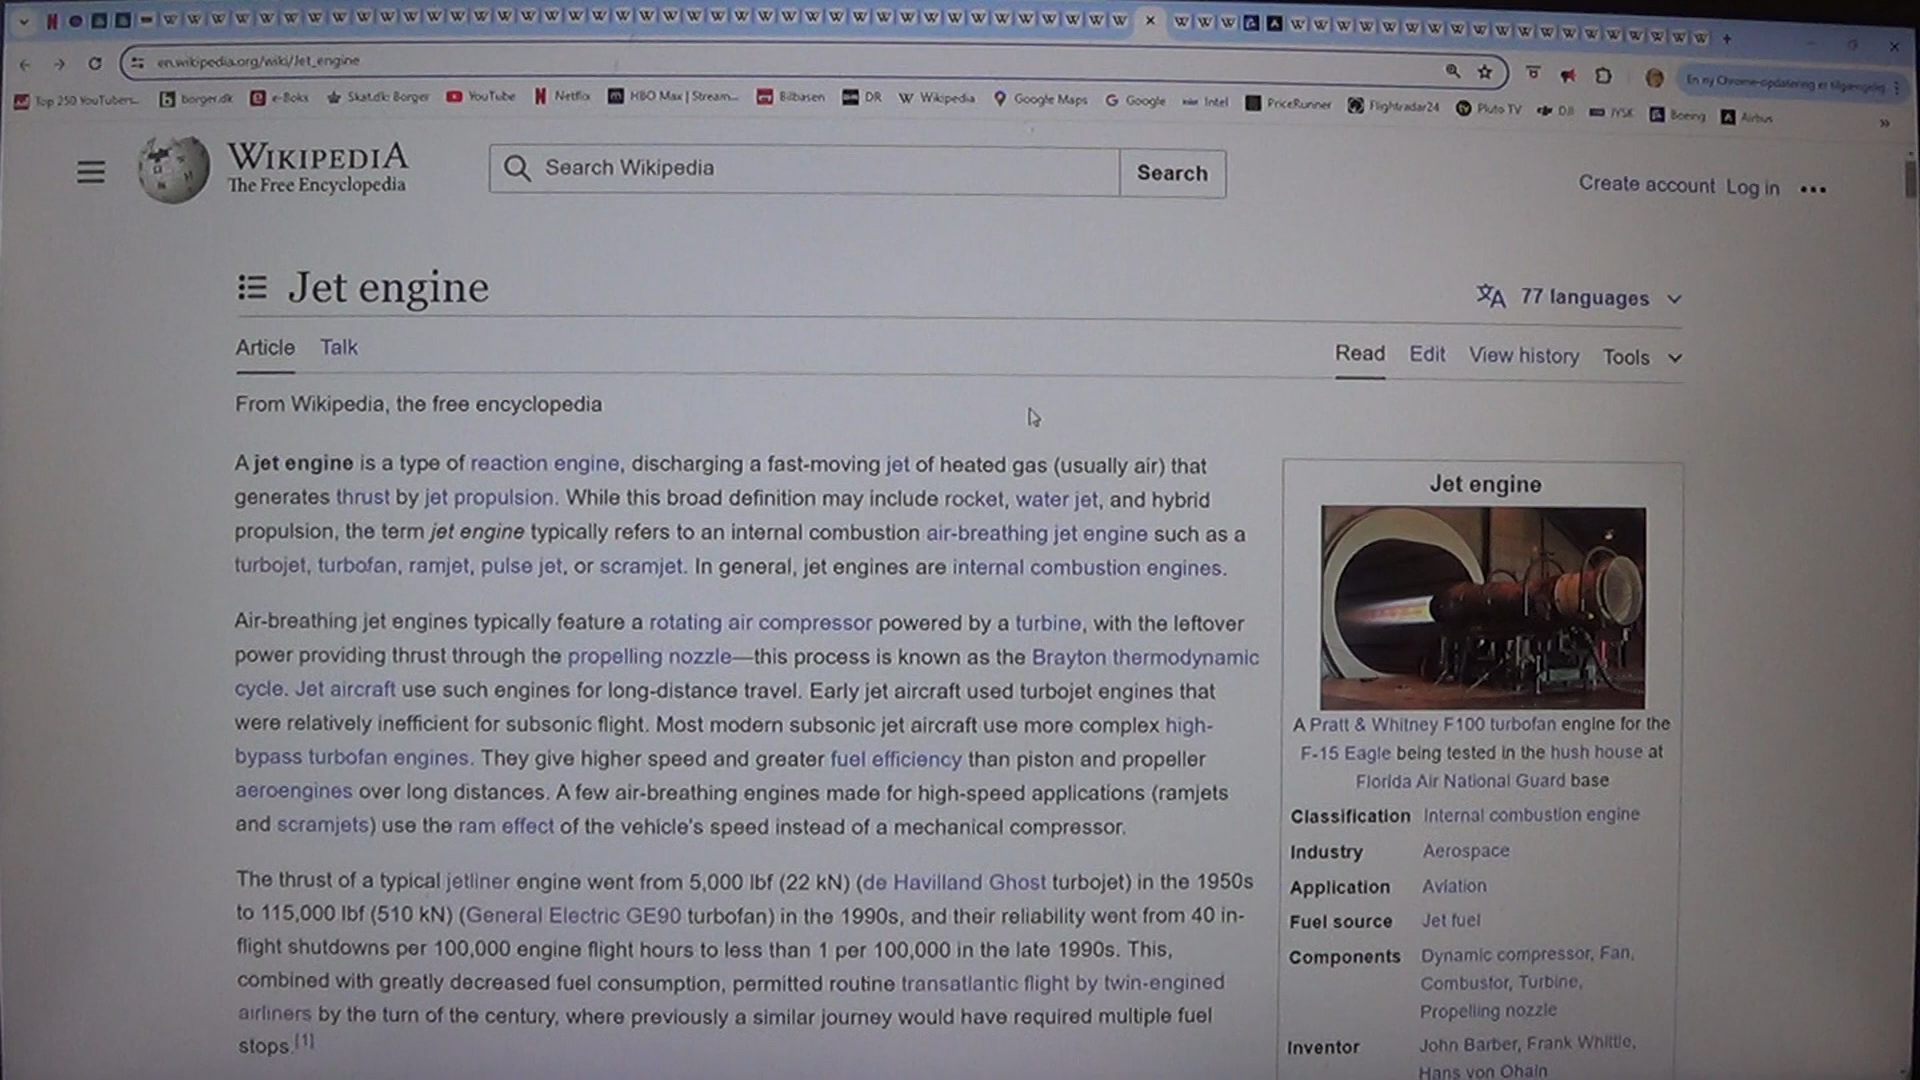 en.wikipedia.org/wiki/Jet_engine
En ny Chrome-opdatering er tilgængelig
Top 250 YouTubers... borger.dk e-Boks Skat.dk: Borger YouTube Netflix HBO Max | Stream... Bilbasen DR Wikipedia Google Maps Google Intel PriceRunner Flightradar24 Pluto TV DJI JYSK Boeing Airbus
WIKIPEDIA
The Free Encyclopedia
Search Wikipedia
Search
Create account Log in
Jet engine
77 languages
Article Talk
Read Edit View history Tools
From Wikipedia, the free encyclopedia
A jet engine is a type of reaction engine, discharging a fast-moving jet of heated gas (usually air) that
generates thrust by jet propulsion. While this broad definition may include rocket, water jet, and hybrid
propulsion, the term jet engine typically refers to an internal combustion air-breathing jet engine such as a
turbojet, turbofan, ramjet, pulse jet, or scramjet. In general, jet engines are internal combustion engines.
Air-breathing jet engines typically feature a rotating air compressor powered by a turbine, with the leftover
power providing thrust through the propelling nozzle—this process is known as the Brayton thermodynamic
cycle. Jet aircraft use such engines for long-distance travel. Early jet aircraft used turbojet engines that
were relatively inefficient for subsonic flight. Most modern subsonic jet aircraft use more complex high-
bypass turbofan engines. They give higher speed and greater fuel efficiency than piston and propeller
aeroengines over long distances. A few air-breathing engines made for high-speed applications (ramjets
and scramjets) use the ram effect of the vehicle's speed instead of a mechanical compressor.
The thrust of a typical jetliner engine went from 5,000 lbf (22 kN) (de Havilland Ghost turbojet) in the 1950s
to 115,000 lbf (510 kN) (General Electric GE90 turbofan) in the 1990s, and their reliability went from 40 in-
flight shutdowns per 100,000 engine flight hours to less than 1 per 100,000 in the late 1990s. This,
combined with greatly decreased fuel consumption, permitted routine transatlantic flight by twin-engined
airliners by the turn of the century, where previously a similar journey would have required multiple fuel
stops.[1]
Jet engine
A Pratt & Whitney F100 turbofan engine for the
F-15 Eagle being tested in the hush house at
Florida Air National Guard base
Classification Internal combustion engine
Industry Aerospace
Application Aviation
Fuel source Jet fuel
Components Dynamic compressor, Fan,
Combustor, Turbine,
Propelling nozzle
Inventor John Barber, Frank Whittle,
Hans von Ohain